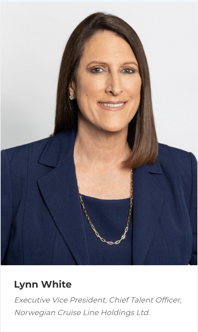 Lynn White
Executive Vice President, Chief Talent Officer,
Norwegian Cruise Line Holdings Ltd.